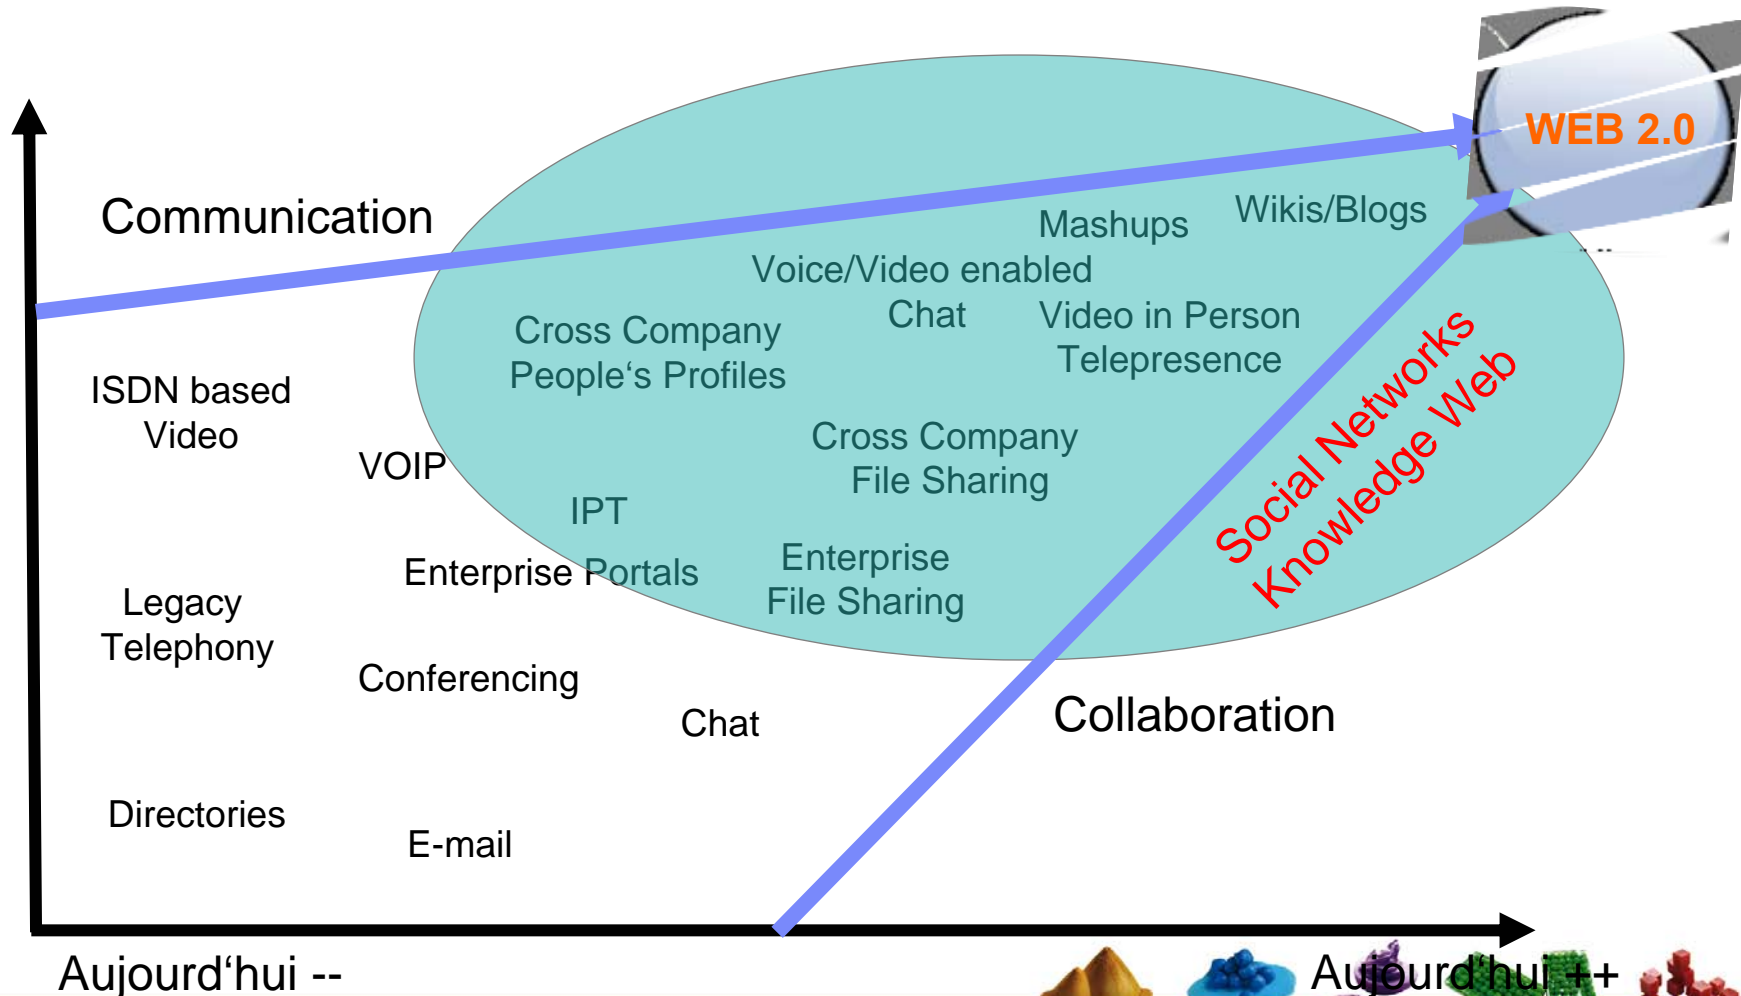 WEB 2.0
Communication
Wikis/Blogs
Mashups
Voice/Video enabled
Chat
Video in Person
Telepresence
Cross Company
People‘s Profiles
ISDN based
Video
VOIP
Cross Company
File Sharing
Social Networks
Knowledge Web
IPT
Enterprise Portals
Enterprise
File Sharing
Legacy
Telephony
Conferencing
Chat
Collaboration
Directories
E-mail
Aujourd‘hui --
Aujourd‘hui ++